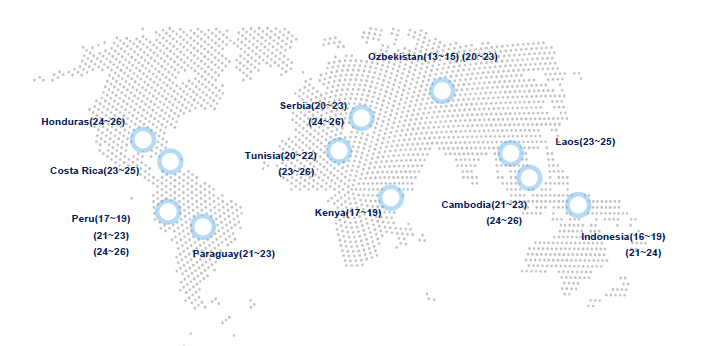 Ozbekistan(13~15) (20~23)
Serbia(20~23)
(24~26)
Honduras(24~26)
Laos(23~25)
Tunisia(20~22)
(23~26)
Costa Rica(23~25)
Cambodia(21~23)
(24~26)
Kenya(17~19)
Peru(17~19)
(21~23)
(24~26)
Indonesia(16~19)
(21~24)
Paraguay(21~23)